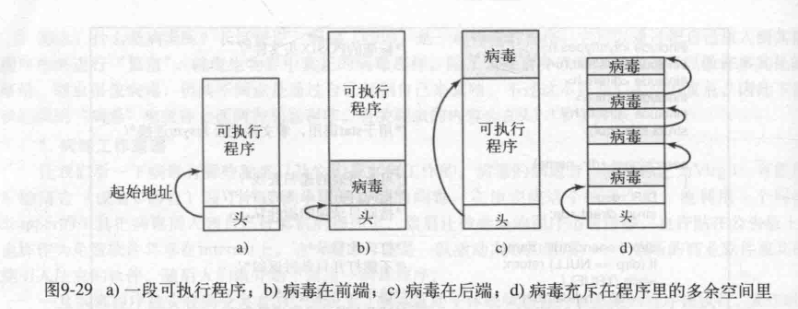 起始地址
可执行
程序
头
a)
可执行
程序
病毒
头
b)
病毒
可执行
程序
头
c)
病毒
病毒
病毒
病毒
头
d)
图9-29 a) 一段可执行程序；b) 病毒在前端；c) 病毒在后端；d) 病毒充斥在程序里的多余空间里